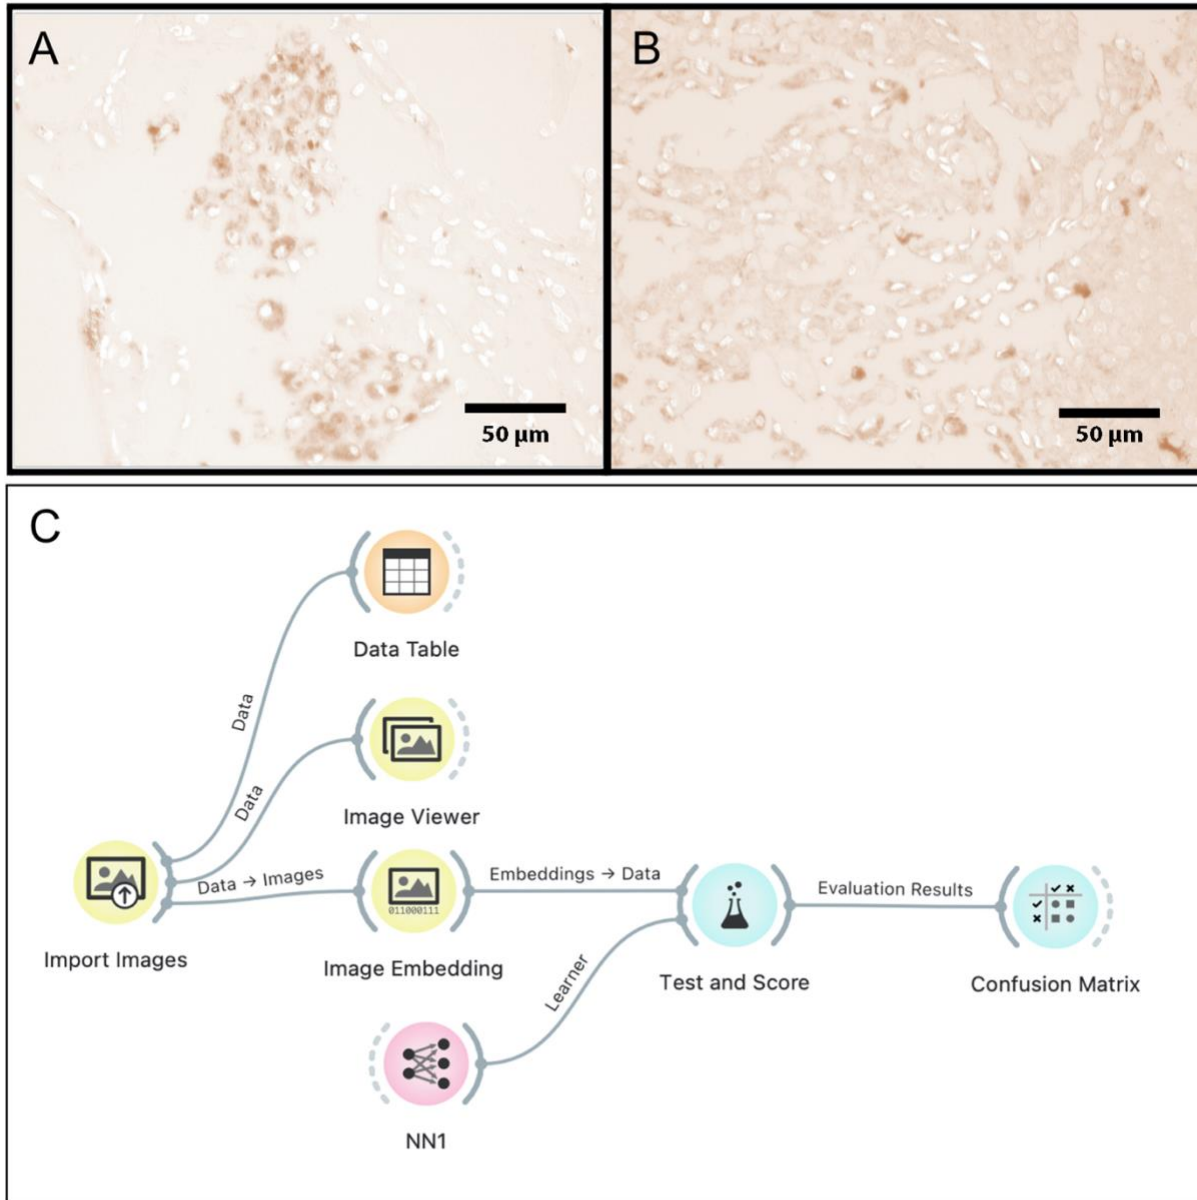 A
50 µm
B
50 µm
C
Data Table
Data
Image Viewer
Data
Import Images
Data → Images
Image Embedding
011000111
Embeddings → Data
Test and Score
Evaluation Results
Confusion Matrix
Learner
NN1